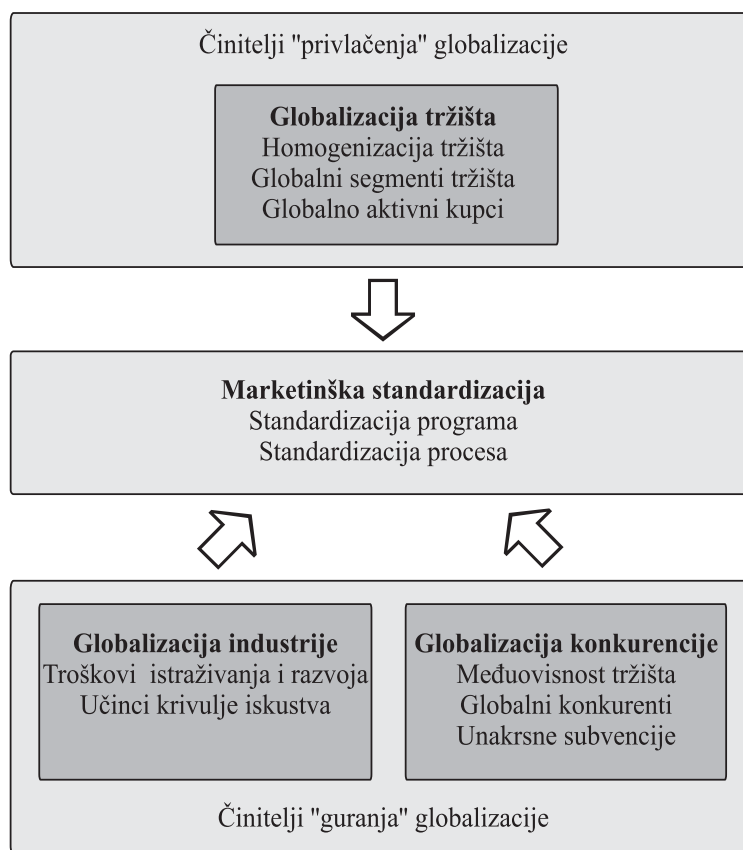 Činitelji "privlačenja" globalizacije
Globalizacija tržišta
Homogenizacija tržišta
Globalni segmenti tržišta
Globalno aktivni kupci
Marketinška standardizacija
Standardizacija programa
Standardizacija procesa
Globalizacija industrije
Troškovi istraživanja i razvoja
Učinci krivulje iskustva
Globalizacija konkurencije
Međuovisnost tržišta
Globalni konkurenti
Unakrsne subvencije
Činitelji "guranja" globalizacije